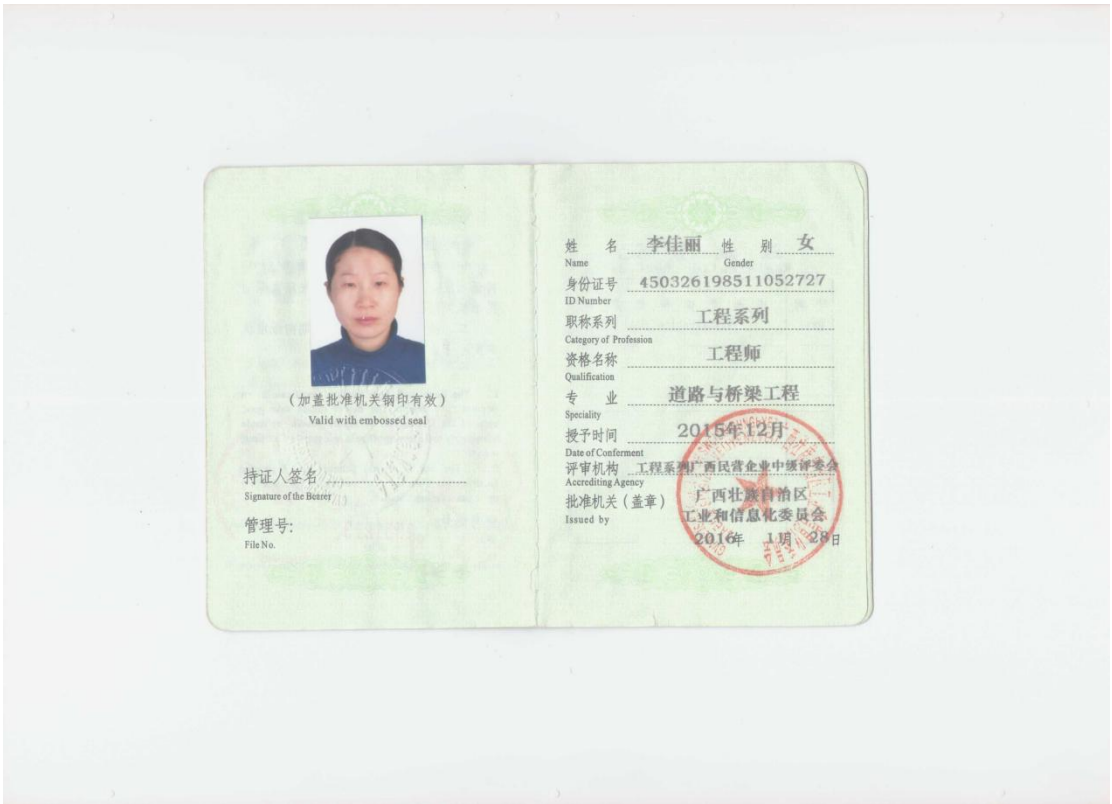 (加盖批准机关钢印有效)
Valid with embossed seal
持证人签名
Signature of the Bearer
管理号:
File No.
姓 名 李佳丽 性 别 女
Name Gender
身份证号 450326198511052727
ID Number
职称系列 工程系列
Category of Profession
资格名称 工程师
Qualification
专 业 道路与桥梁工程
Speciality
授予时间 2015年12月
Date of Conferment
评审机构 工程系列广西民营企业中级评委会
Accrediting Agency
批准机关(盖章) 广西壮族自治区
Issued by 工业和信息化委员会
2016年 1月 28日